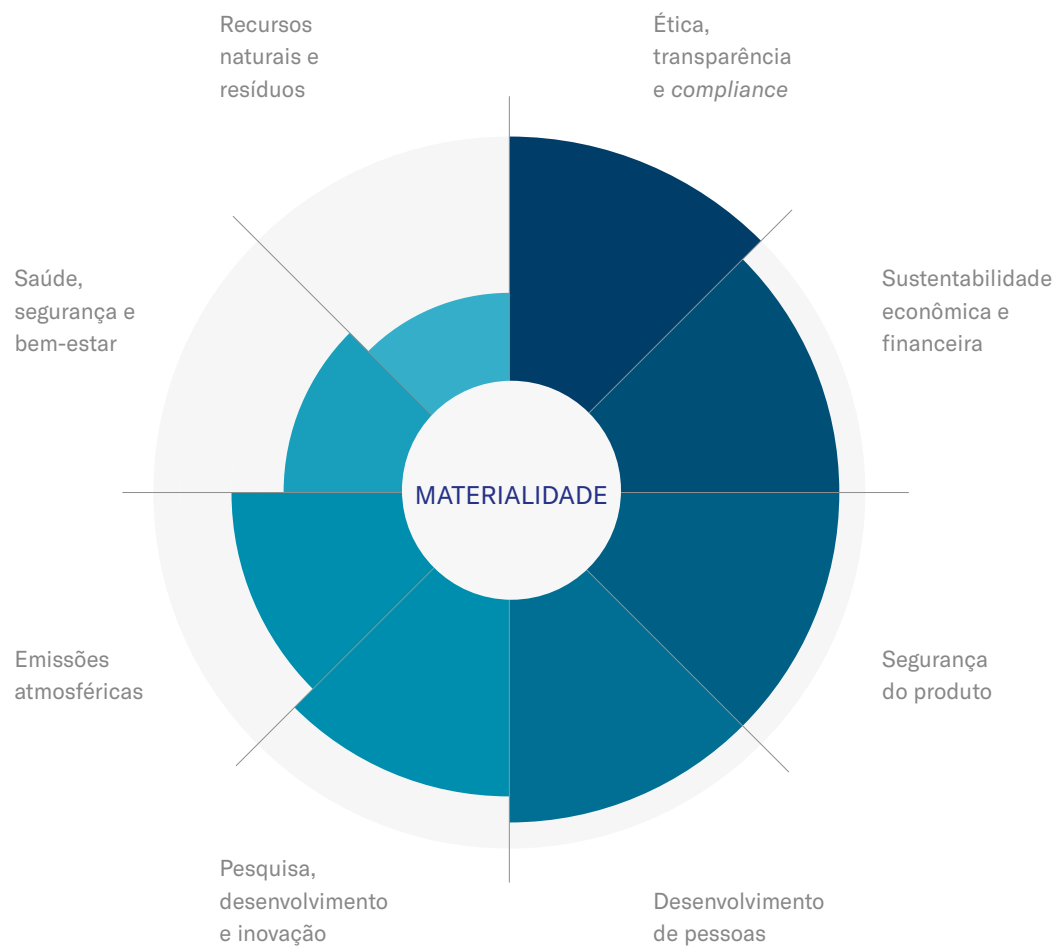 Recursos
naturais e
resíduos
Ética,
transparência
e compliance
Saúde,
segurança e
bem-estar
Sustentabilidade
econômica e
financeira
MATERIALIDADE
Emissões
atmosféricas
Segurança
do produto
Pesquisa,
desenvolvimento
e inovação
Desenvolvimento
de pessoas